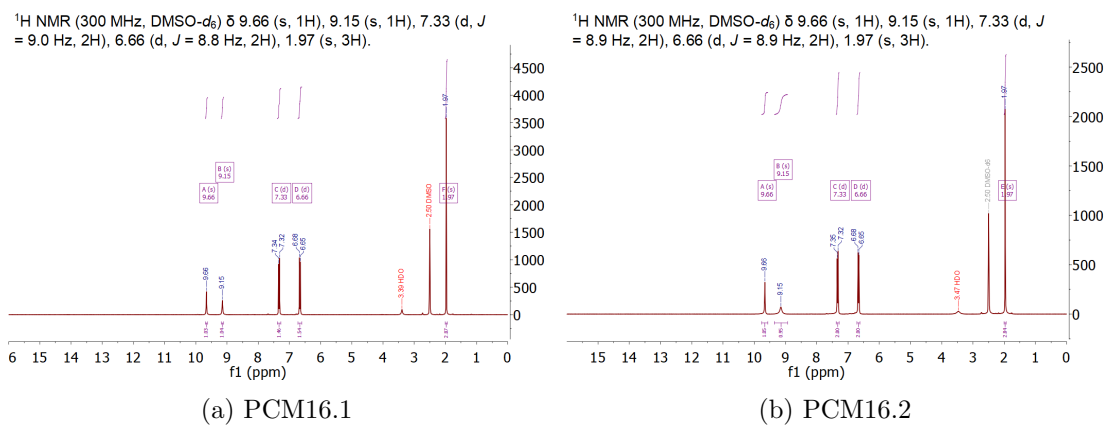 ¹H NMR (300 MHz, DMSO-d₆) δ 9.66 (s, 1H), 9.15 (s, 1H), 7.33 (d, J
= 9.0 Hz, 2H), 6.66 (d, J = 8.8 Hz, 2H), 1.97 (s, 3H).
4500
4000
3500
3000
2500
2000
1500
1000
500
0
1.97
B (s)
9.15
A (s)
9.66
C (d)
7.33
D (d)
6.66
F (s)
1.97
2.50 DMSO
9.66
9.15
7.34
7.32
6.68
6.65
3.39 HDO
6 15 14 13 12 11 10 9 8 7 6 5 4 3 2 1 0
f1 (ppm)
(a) PCM16.1
¹H NMR (300 MHz, DMSO-d₆) δ 9.66 (s, 1H), 9.15 (s, 1H), 7.33 (d, J
= 8.9 Hz, 2H), 6.66 (d, J = 8.9 Hz, 2H), 1.97 (s, 3H).
2500
2000
1500
1000
500
0
1.97
B (s)
9.15
A (s)
9.66
C (d)
7.33
D (d)
6.66
E (s)
1.97
2.50 DMSO-d6
9.66
9.15
7.35
7.32
6.68
6.65
3.47 HDO
15 14 13 12 11 10 9 8 7 6 5 4 3 2 1 0
f1 (ppm)
(b) PCM16.2